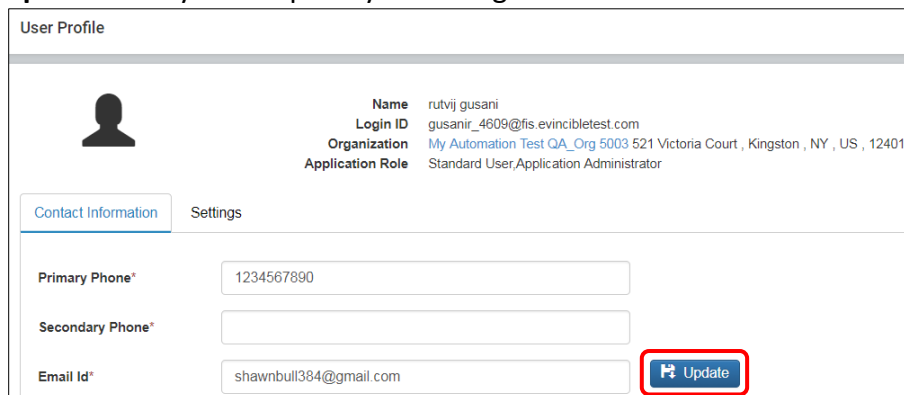 User Profile
Name rutvij gusani
Login ID gusanir_4609@fis.evincibletest.com
Organization My Automation Test QA_Org 5003 521 Victoria Court , Kingston , NY , US , 12401
Application Role Standard User,Application Administrator
Contact Information Settings
Primary Phone* 1234567890
Secondary Phone*
Email Id* shawnbull384@gmail.com Update